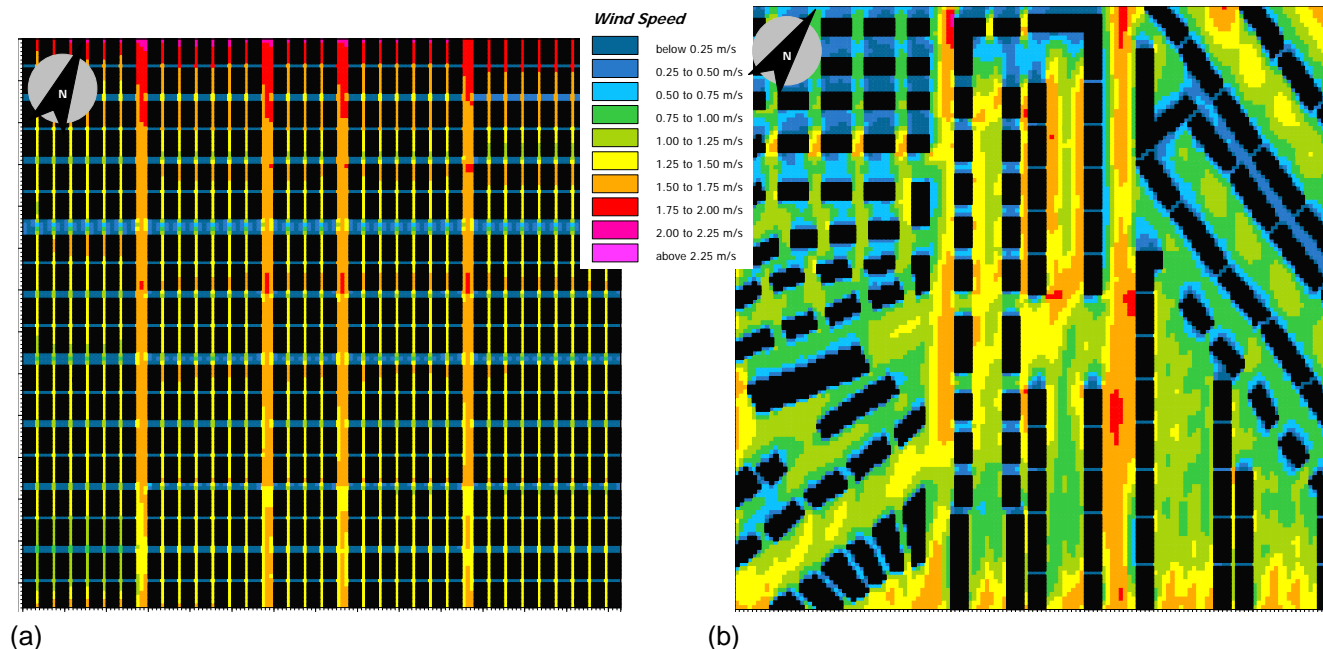 Wind Speed
below 0.25 m/s
0.25 to 0.50 m/s
0.50 to 0.75 m/s
0.75 to 1.00 m/s
1.00 to 1.25 m/s
1.25 to 1.50 m/s
1.50 to 1.75 m/s
1.75 to 2.00 m/s
2.00 to 2.25 m/s
above 2.25 m/s
N
N
(a)
(b)